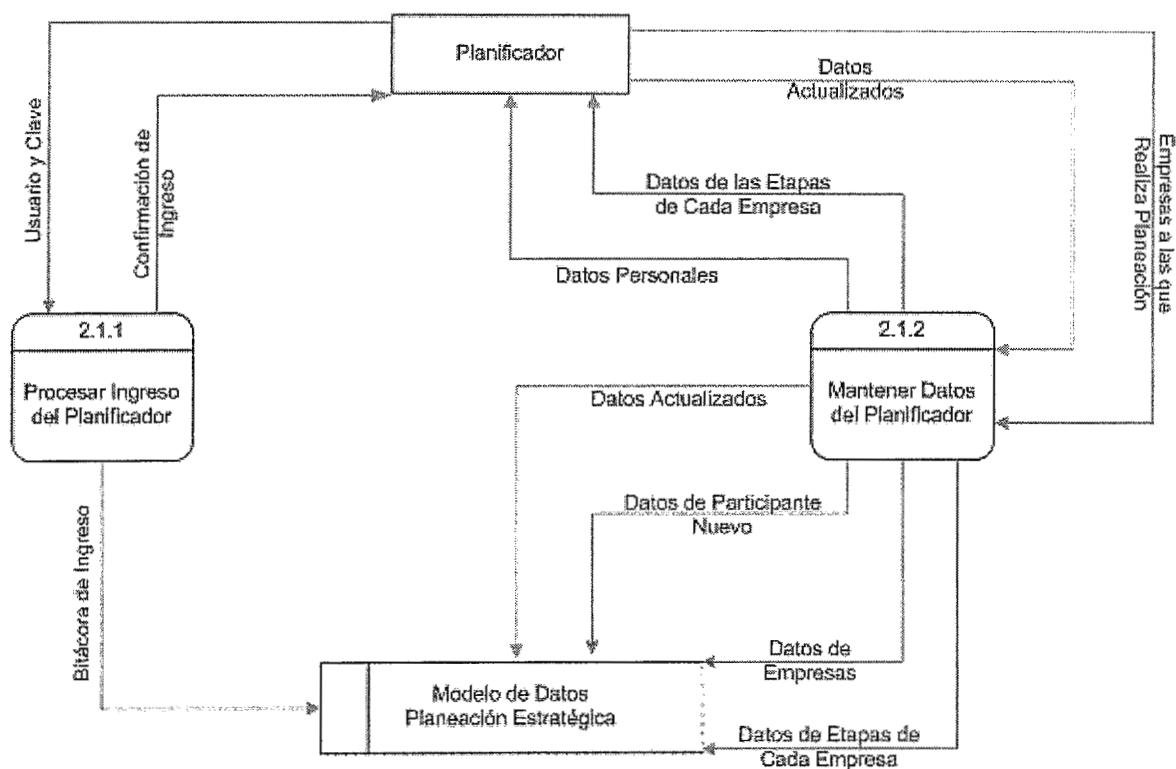 Planificador
Datos
Actualizados
Usuario y Clave
Confirmación de
Ingreso
Empresas a las que
Realiza Planeación
Datos de las Etapas
de Cada Empresa
Datos Personales
2.1.1
Procesar Ingreso
del Planificador
2.1.2
Mantener Datos
del Planificador
Datos Actualizados
Datos de Participante
Nuevo
Bitácora de Ingreso
Datos de
Empresas
Modelo de Datos
Planeación Estratégica
Datos de Etapas de
Cada Empresa